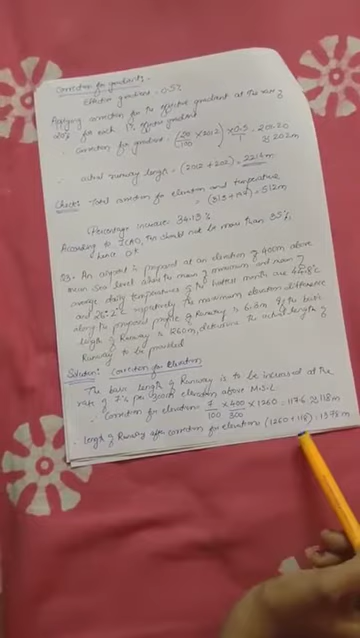 Correction for gradient:-
Effective gradient = 0.5%
Applying correction for the effective gradient at the rate of
20% for each 1% effective gradient
∴ Correction for gradient: (20/100 × 2012) × 0.5/1 = 201.20
≈ 202m
∴ actual runway length = (2012 + 202) = 2214m
Check: Total correction for elevation and temperature
= 512m
Percentage increase: 34.13%
According to ICAO, this should not be more than 35%,
hence OK
Q3- An airport is proposed at an elevation of 400m above
mean sea level where the mean of maximum and mean of
average daily temperatures of the hottest month are 44.8°C
and 26.2°C respectively. The maximum elevation difference
along the proposed profile of Runway is 6.3m. If the basic
length of Runway is 1260m, determine the actual length of
Runway to be provided
Solution: Correction for Elevation
The basic length of Runway is to be increased at the
rate of 7% per elevation above M.S.L
∴ Correction for elevation: 7/100 × 400/300 × 1260 = 117.6 ≈ 118m
∴ Length of Runway after correction for elevation: (1260+118) = 1378m